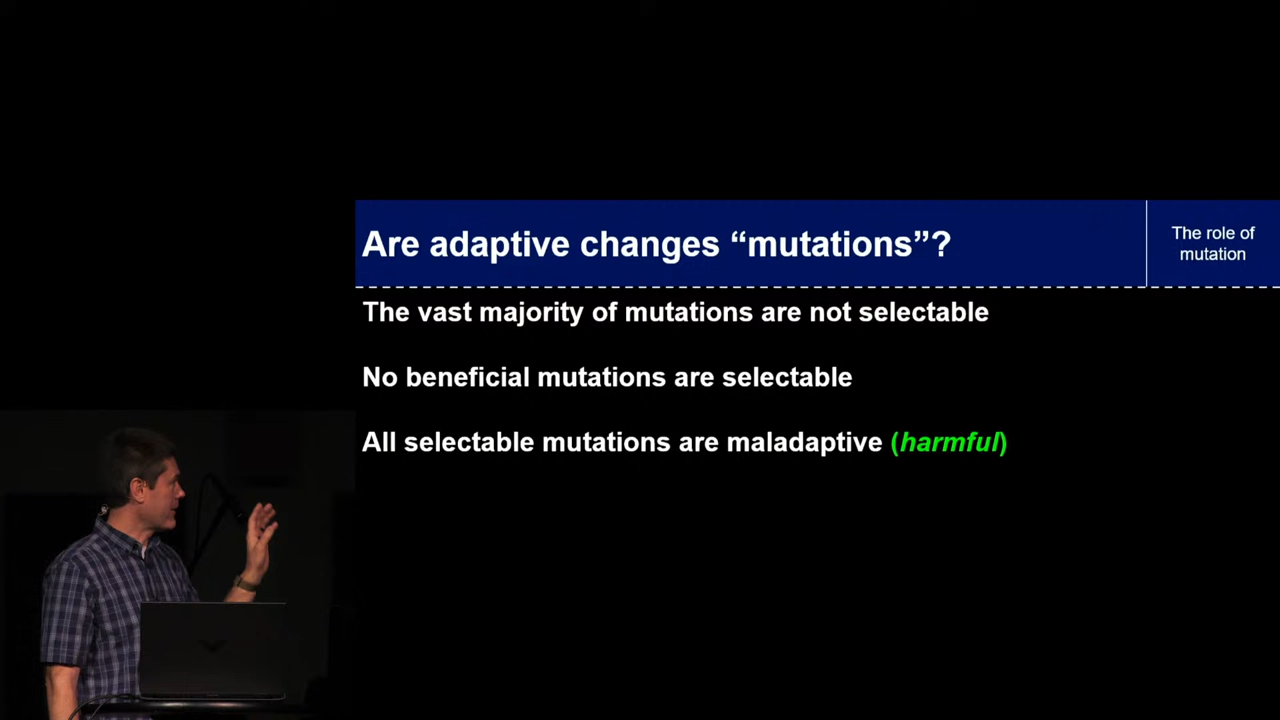 Are adaptive changes “mutations”?
The role of
mutation
The vast majority of mutations are not selectable
No beneficial mutations are selectable
All selectable mutations are maladaptive (harmful)